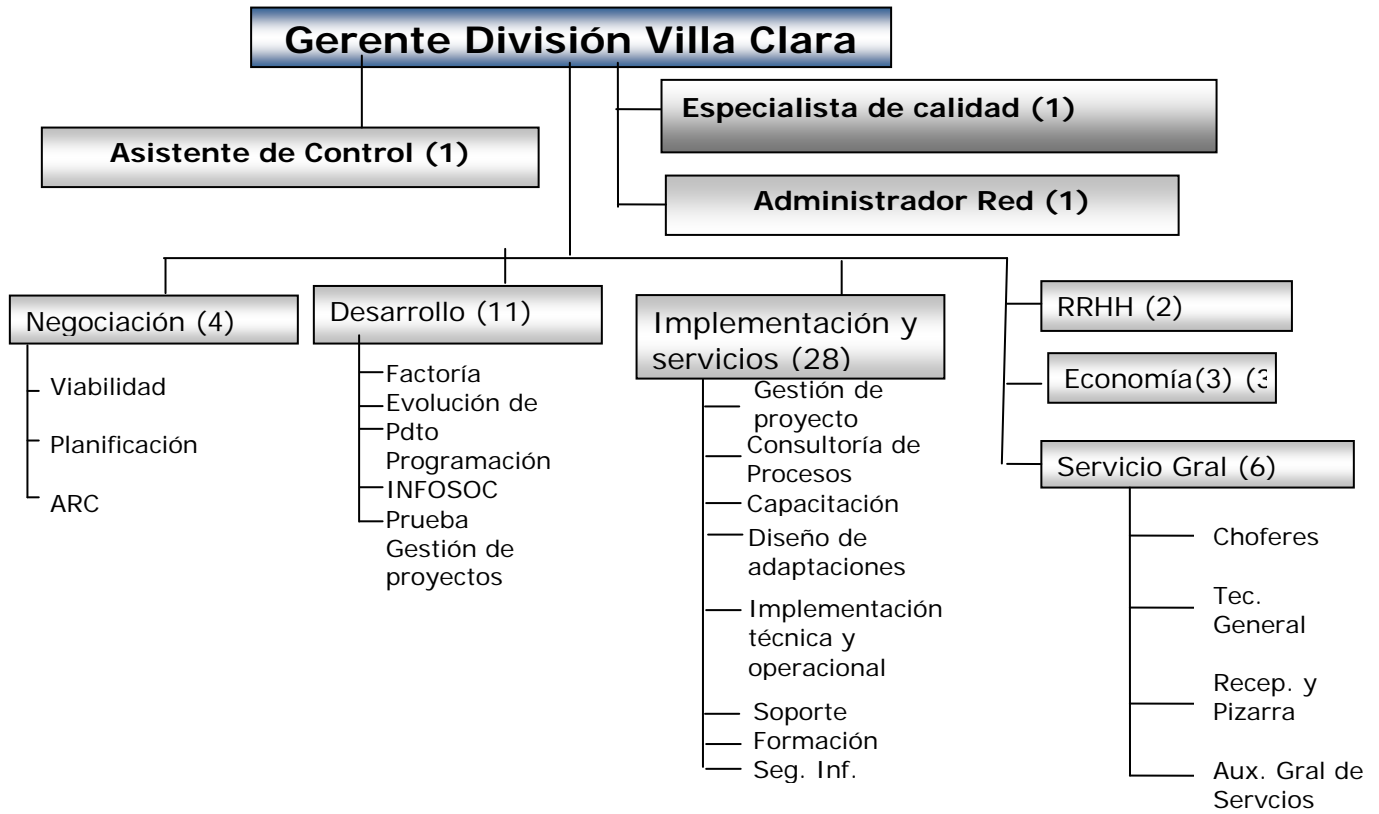 Gerente División Villa Clara
Especialista de calidad (1)
Asistente de Control (1)
Administrador Red (1)
Negociación (4)
Viabilidad
Planificación
ARC
Desarrollo (11)
Factoría
Evolución de
Pdto
Programación
INFOSOC
Prueba
Gestión de
proyectos
Implementación y
servicios (28)
Gestión de
proyecto
Consultoría de
Procesos
Capacitación
Diseño de
adaptaciones
Implementación
técnica y
operacional
Soporte
Formación
Seg. Inf.
RRHH (2)
Economía(3) (3
Servicio Gral (6)
Choferes
Tec.
General
Recep. y
Pizarra
Aux. Gral de
Servcios